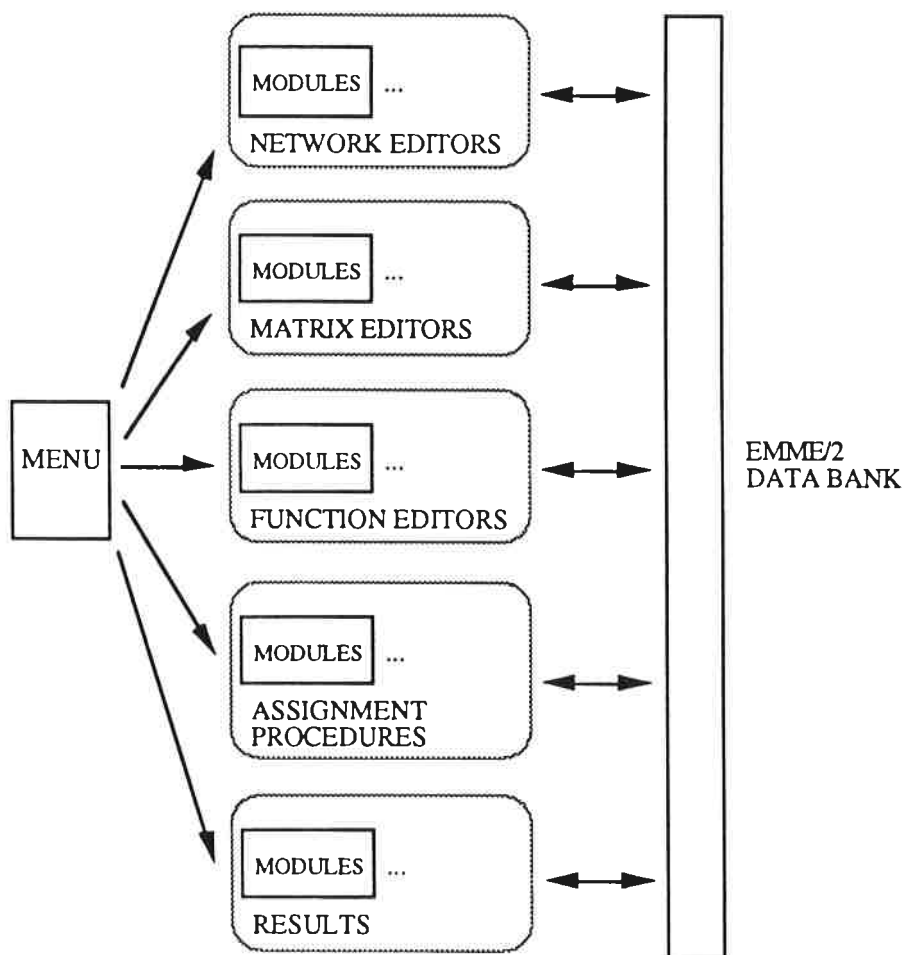 MODULES ...
NETWORK EDITORS
MODULES ...
MATRIX EDITORS
MENU
MODULES ...
FUNCTION EDITORS
EMME/2
DATA BANK
MODULES ...
ASSIGNMENT
PROCEDURES
MODULES ...
RESULTS